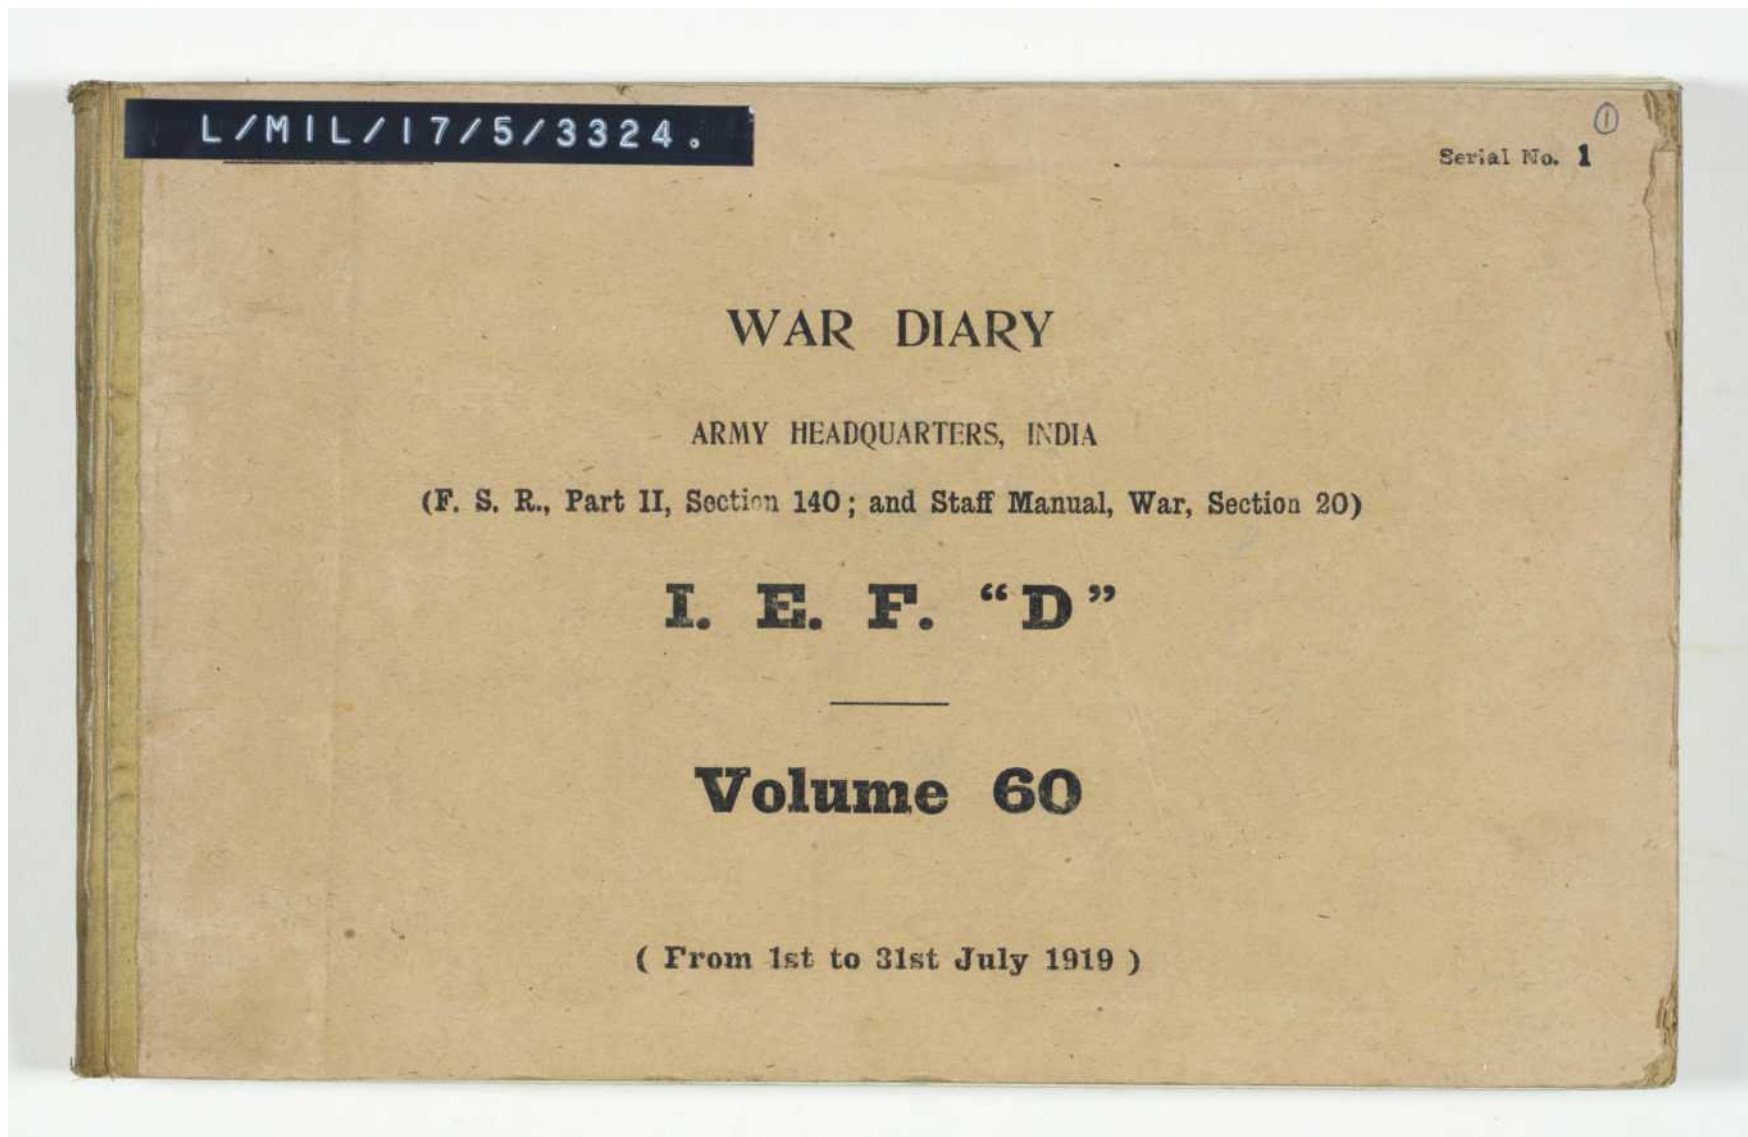 L/MIL/17/5/3324.
1
Serial No. 1
WAR DIARY
ARMY HEADQUARTERS, INDIA
(F. S. R., Part II, Section 140; and Staff Manual, War, Section 20)
I. E. F. “D”
Volume 60
( From 1st to 31st July 1919 )